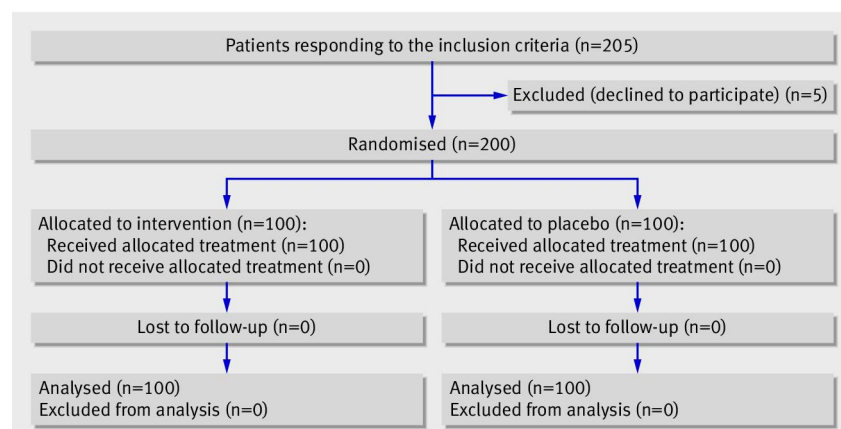 Patients responding to the inclusion criteria (n=205)
Excluded (declined to participate) (n=5)
Randomised (n=200)
Allocated to intervention (n=100):
Received allocated treatment (n=100)
Did not receive allocated treatment (n=0)
Allocated to placebo (n=100):
Received allocated treatment (n=100)
Did not receive allocated treatment (n=0)
Lost to follow-up (n=0)
Lost to follow-up (n=0)
Analysed (n=100)
Excluded from analysis (n=0)
Analysed (n=100)
Excluded from analysis (n=0)